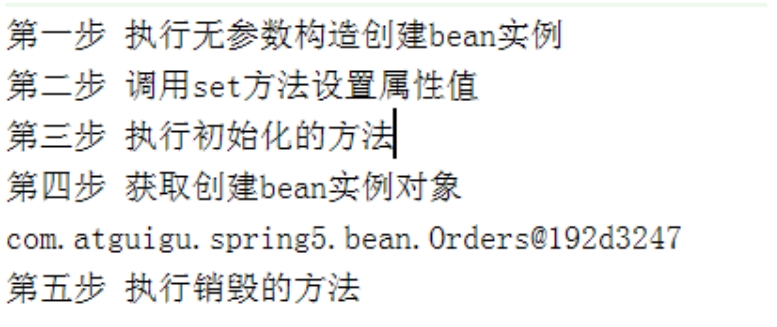 第一步 执行无参数构造创建bean实例
第二步 调用set方法设置属性值
第三步 执行初始化的方法
第四步 获取创建bean实例对象
com.atguigu.spring5.bean.Orders@192d3247
第五步 执行销毁的方法